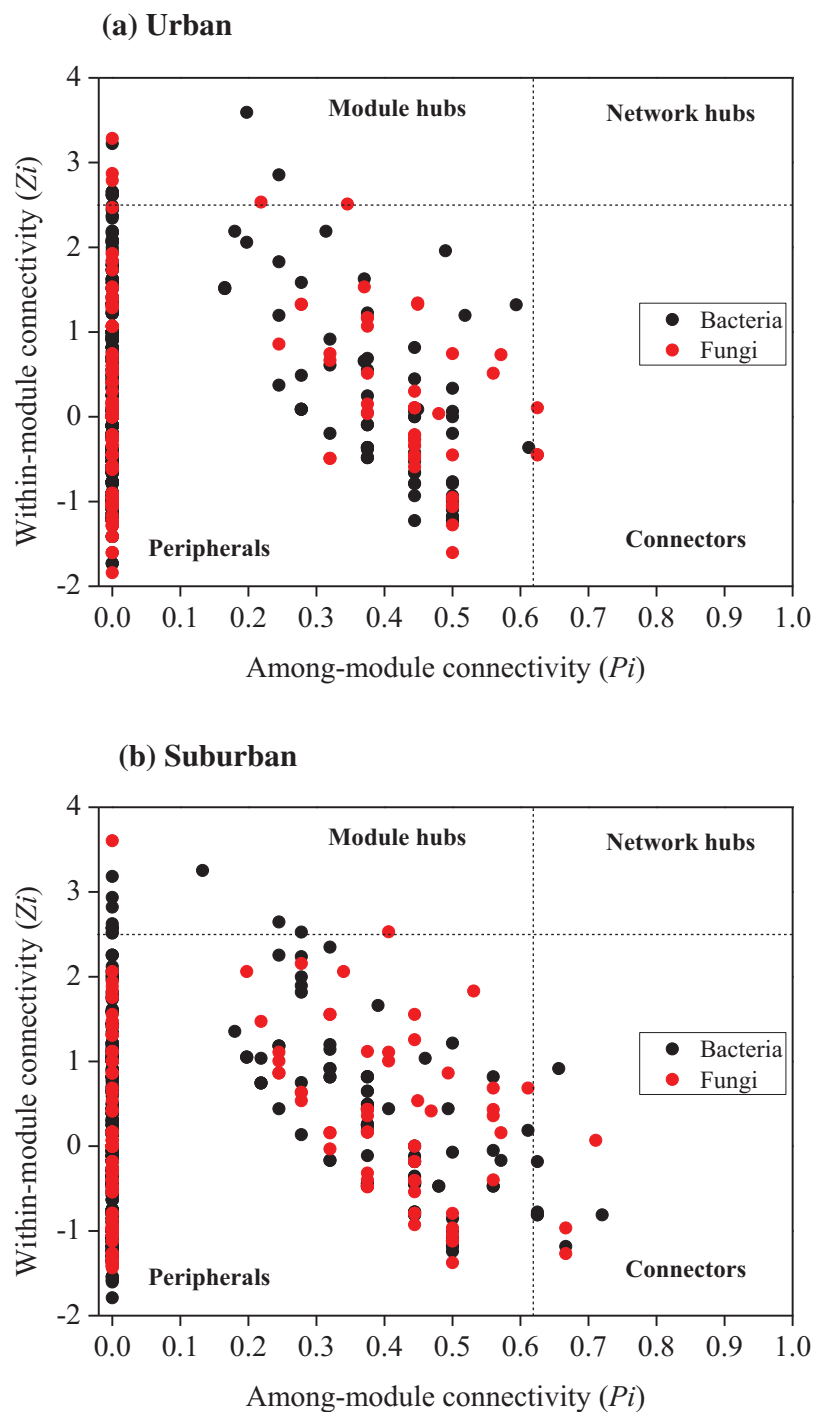 (a) Urban
4
3
2
1
0
-1
-2
Within-module connectivity (Zi)
Module hubs
Network hubs
Bacteria
Fungi
Peripherals
Connectors
0.0 0.1 0.2 0.3 0.4 0.5 0.6 0.7 0.8 0.9 1.0
Among-module connectivity (Pi)
(b) Suburban
4
3
2
1
0
-1
-2
Within-module connectivity (Zi)
Module hubs
Network hubs
Bacteria
Fungi
Peripherals
Connectors
0.0 0.1 0.2 0.3 0.4 0.5 0.6 0.7 0.8 0.9 1.0
Among-module connectivity (Pi)